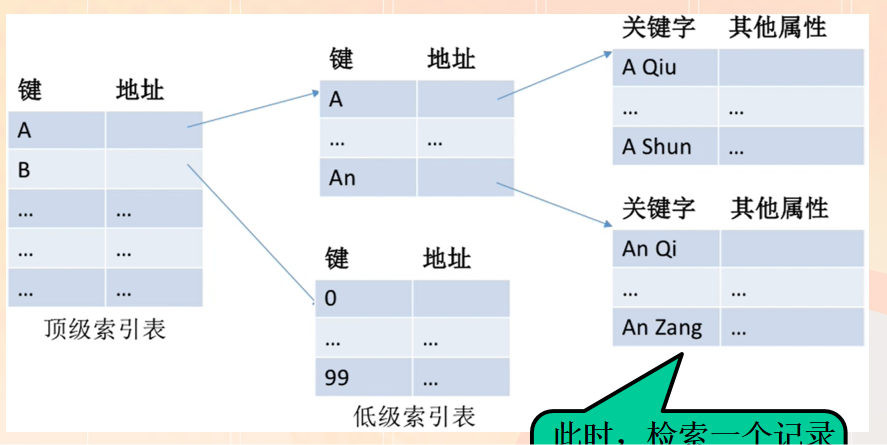 键 地址
A
B
... ...
... ...
... ...
顶级索引表
键 地址
A
... ...
An
键 地址
0
... ...
99 ...
低级索引表
关键字 其他属性
A Qiu
... ...
A Shun ...
关键字 其他属性
An Qi
... ...
An Zang ...
此时，检索一个记录